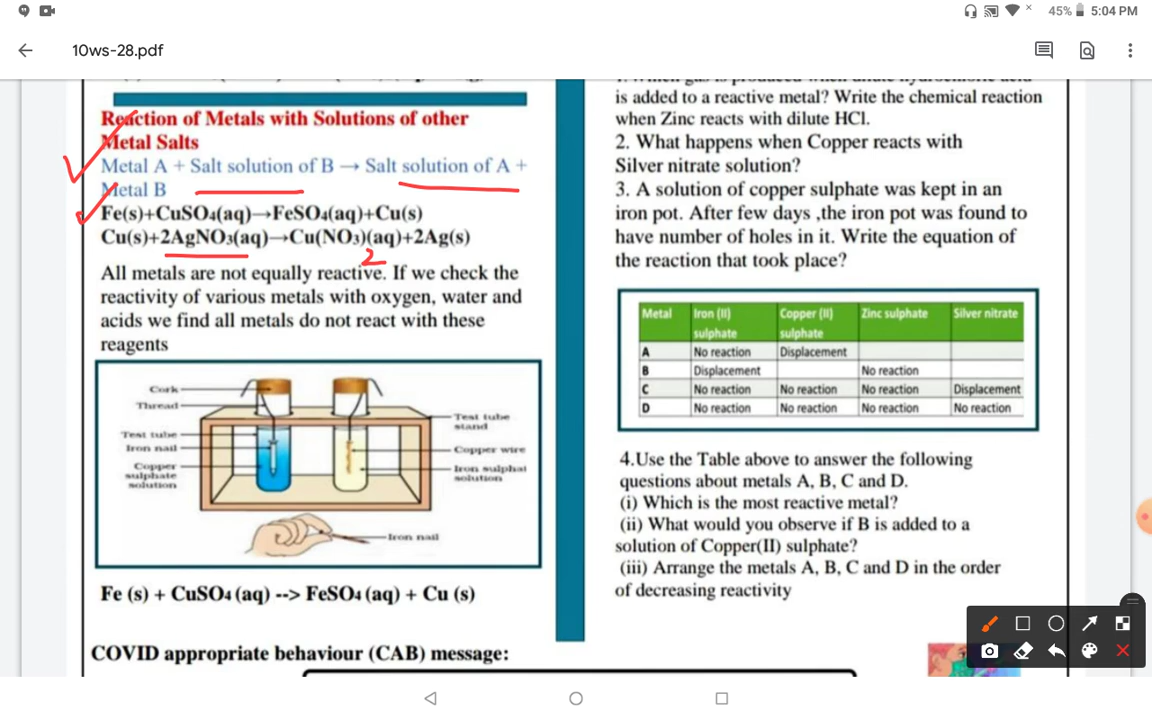 45% 5:04 PM
10ws-28.pdf
Reaction of Metals with Solutions of other
Metal Salts
Metal A + Salt solution of B → Salt solution of A +
Metal B
Fe(s)+CuSO4(aq)→FeSO4(aq)+Cu(s)
Cu(s)+2AgNO3(aq)→Cu(NO3)(aq)+2Ag(s)
2
All metals are not equally reactive. If we check the
reactivity of various metals with oxygen, water and
acids we find all metals do not react with these
reagents
Cork
Thread
Test tube
Iron nail
Copper
sulphate
solution
Test tube
stand
Copper wire
Iron sulphat
solution
Iron nail
Fe (s) + CuSO4 (aq) --> FeSO4 (aq) + Cu (s)
COVID appropriate behaviour (CAB) message:
is added to a reactive metal? Write the chemical reaction
when Zinc reacts with dilute HCl.
2. What happens when Copper reacts with
Silver nitrate solution?
3. A solution of copper sulphate was kept in an
iron pot. After few days ,the iron pot was found to
have number of holes in it. Write the equation of
the reaction that took place?
Metal Iron (II) sulphate Copper (II) sulphate Zinc sulphate Silver nitrate
A No reaction Displacement
B Displacement No reaction
C No reaction No reaction No reaction Displacement
D No reaction No reaction No reaction No reaction
4.Use the Table above to answer the following
questions about metals A, B, C and D.
(i) Which is the most reactive metal?
(ii) What would you observe if B is added to a
solution of Copper(II) sulphate?
(iii) Arrange the metals A, B, C and D in the order
of decreasing reactivity